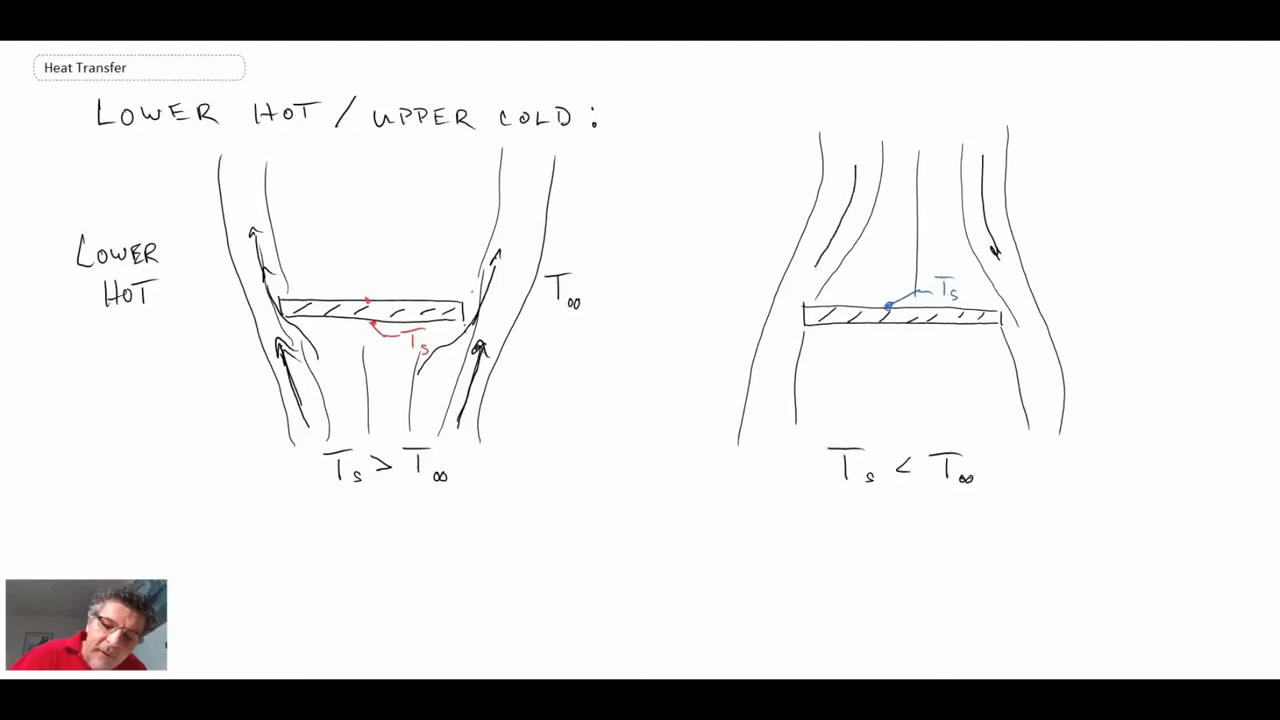 Heat Transfer
LOWER HOT / UPPER COLD:
LOWER
HOT
T∞
Ts
Ts
Ts > T∞
Ts < T∞